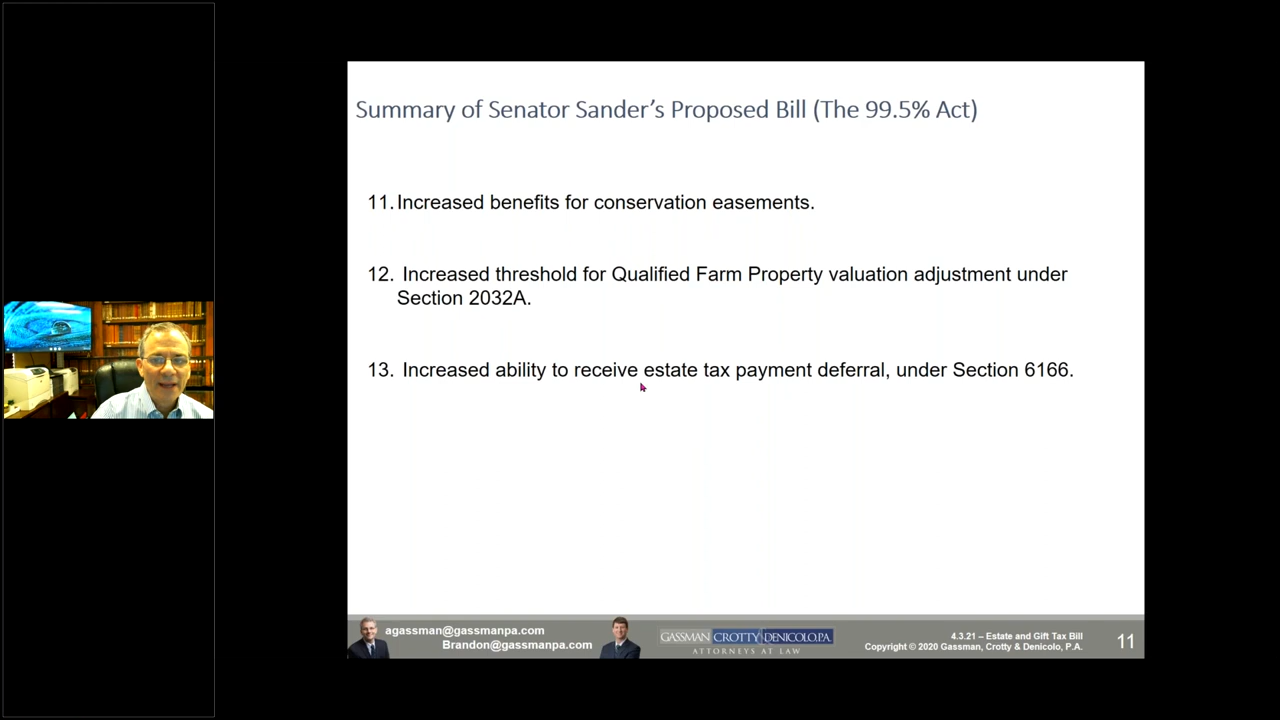 Summary of Senator Sander's Proposed Bill (The 99.5% Act)
11. Increased benefits for conservation easements.
12. Increased threshold for Qualified Farm Property valuation adjustment under
Section 2032A.
13. Increased ability to receive estate tax payment deferral, under Section 6166.
agassman@gassmanpa.com
Brandon@gassmanpa.com
GASSMAN CROTTY DENICOLO, P.A.
ATTORNEYS AT LAW
4.3.21 – Estate and Gift Tax Bill
Copyright © 2020 Gassman, Crotty & Denicolo, P.A.
11